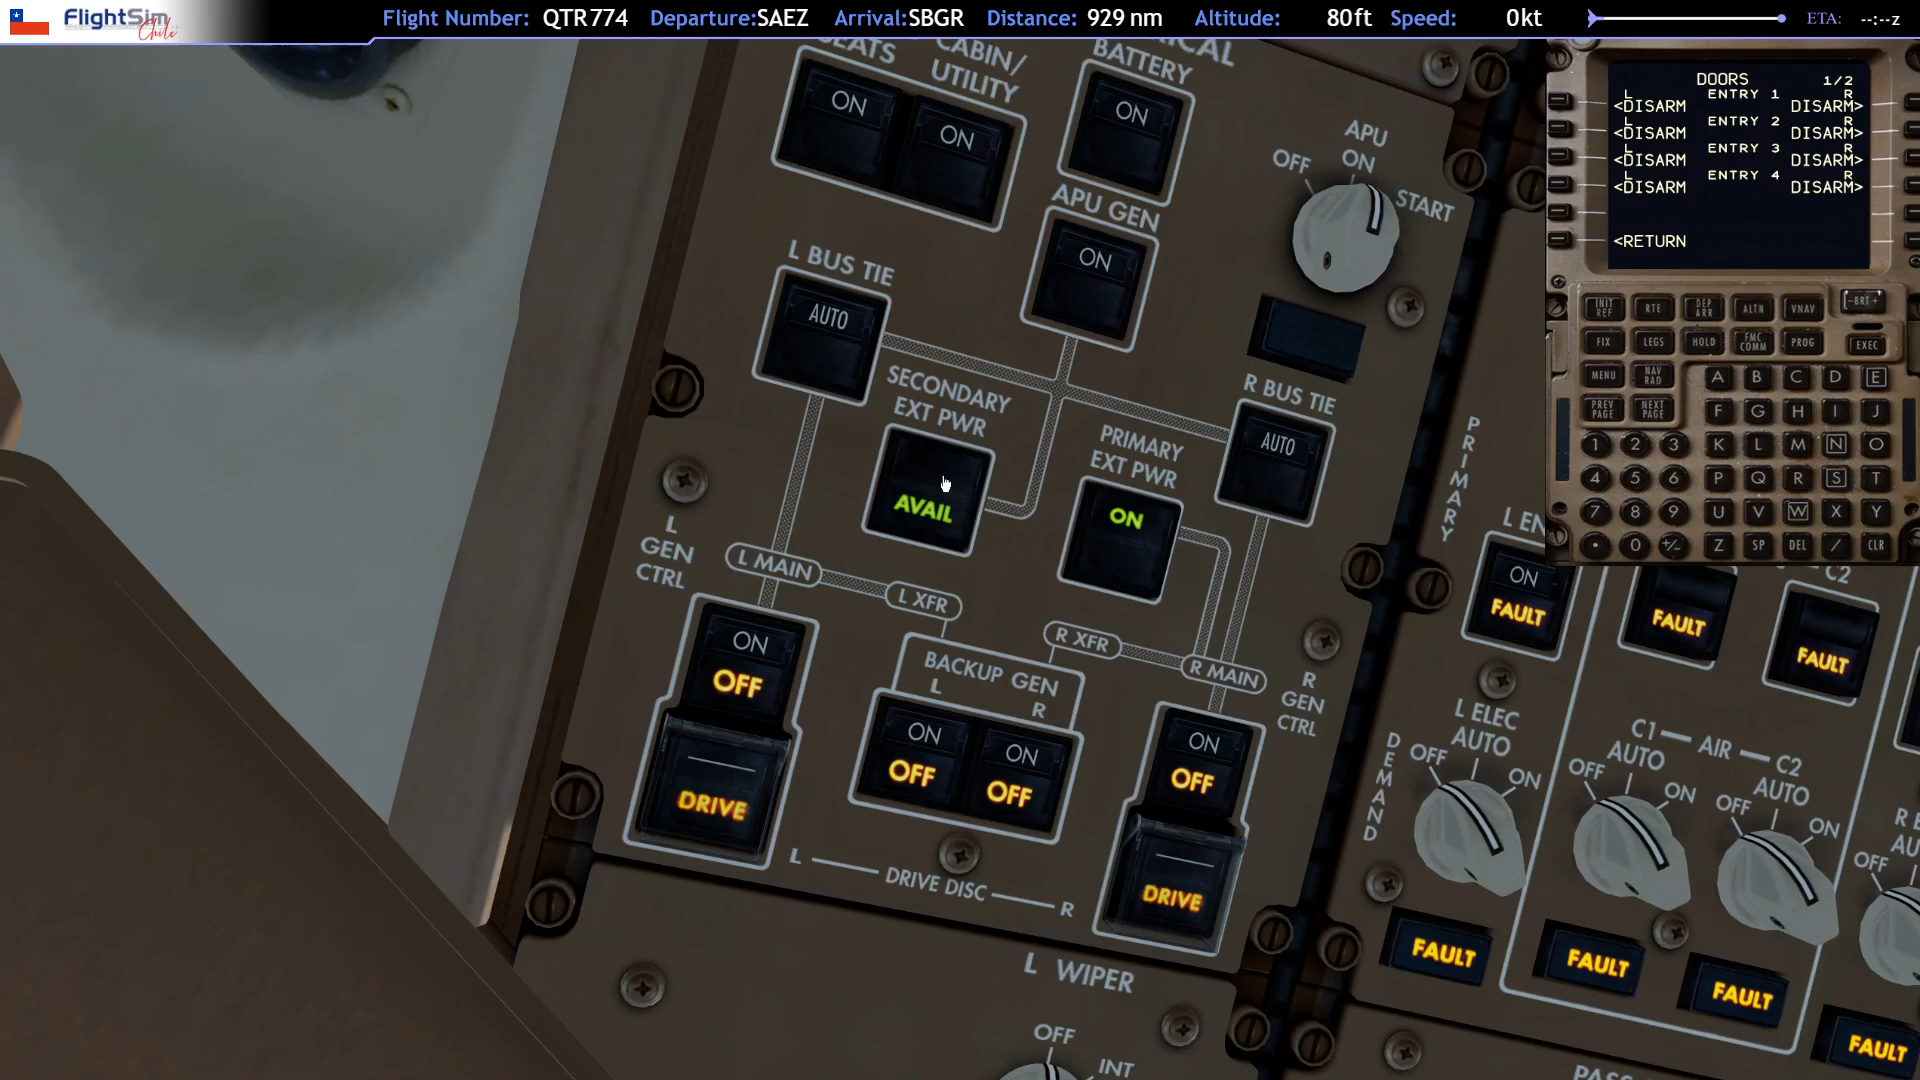 FlightSim
Chile
Flight Number: QTR774 Departure:SAEZ Arrival:SBGR Distance: 929 nm Altitude: 80ft Speed: 0kt ETA: --:--z
SEATS
CABIN/
UTILITY
ON
ON
BATTERY
ON
APU
OFF
ON
START
APU GEN
ON
L BUS TIE
AUTO
SECONDARY
EXT PWR
AVAIL
PRIMARY
EXT PWR
ON
R BUS TIE
AUTO
L
GEN
CTRL
L MAIN
L XFR
R XFR
R MAIN
R
GEN
CTRL
ON
OFF
DRIVE
BACKUP GEN
L
R
ON
OFF
ON
OFF
ON
OFF
DRIVE
L
DRIVE DISC
R
L WIPER
OFF
INT
PRIMARY
ON
FAULT
FAULT
C2
FAULT
DEMAND
L ELEC
OFF
AUTO
ON
C1
AIR
C2
OFF
AUTO
ON
OFF
AUTO
ON
OFF
FAULT
FAULT
FAULT
FAULT
DOORS 1/2
L ENTRY 1 R
<DISARM DISARM>
L ENTRY 2 R
<DISARM DISARM>
L ENTRY 3 R
<DISARM DISARM>
L ENTRY 4 R
<DISARM DISARM>
<RETURN
INIT REF
RTE
DEP ARR
ALTN
VNAV
-BRT+
FIX
LEGS
HOLD
FMC COMM
PROG
EXEC
MENU
NAV RAD
A B C D E
PREV PAGE
NEXT PAGE
F G H I J
1 2 3 K L M N O
4 5 6 P Q R S T
7 8 9 U V W X Y
. 0 +/- Z SP DEL / CLR